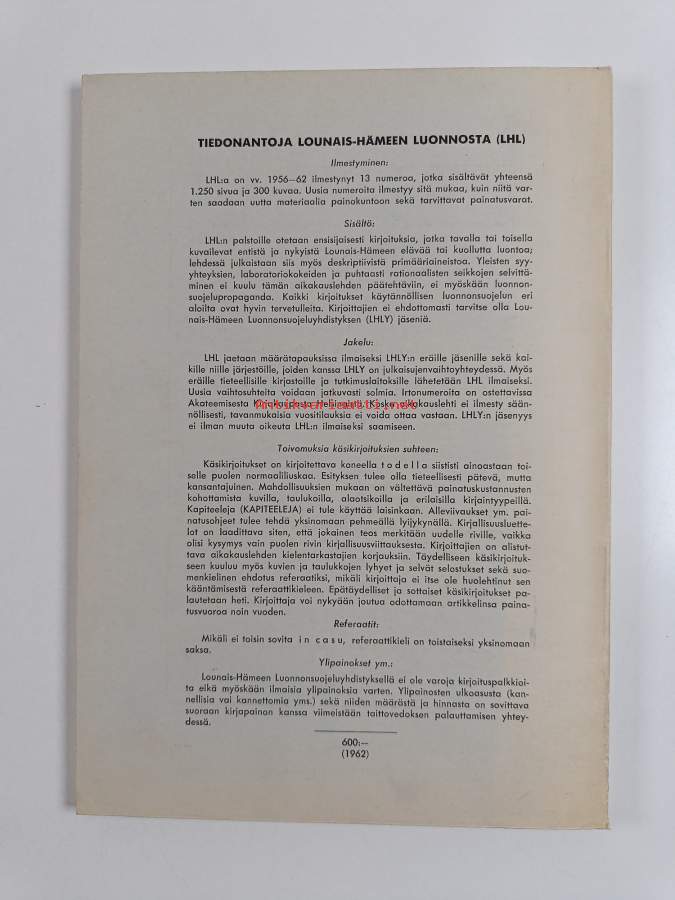 TIEDONANTOJA LOUNAIS-HÄMEEN LUONNOSTA (LHL)
Ilmestyminen:
LHL:a on vv. 1956—62 ilmestynyt 13 numeroa, jotka sisältävät yhteensä
1.250 sivua ja 300 kuvaa. Uusia numeroita ilmestyy sitä mukaa, kuin niitä var-
ten saadaan uutta materiaalia painokuntoon sekä tarvittavat painatusvarat.
Sisältö:
LHL:n palstoille otetaan ensisijaisesti kirjoituksia, jotka tavalla tai toisella
kuvailevat entistä ja nykyistä Lounais-Hämeen elävää tai kuollutta luontoa;
lehdessä julkaistaan siis myös deskriptiivistä primääriaineistoa. Yleisten syy-
yhteyksien, laboratoriokokeiden ja puhtaasti rationaalisten seikkojen selvittä-
minen ei kuulu tämän aikakauslehden päätehtäviin, ei myöskään luonnon-
suojelupropaganda. Kaikki kirjoitukset käytännöllisen luonnonsuojelun eri
aloilta ovat hyvin tervetulleita. Kirjoittajien ei ehdottomasti tarvitse olla Lou-
nais-Hämeen Luonnonsuojeluyhdistyksen (LHLY) jäseniä.
Jakelu:
LHL jaetaan määrätapauksissa ilmaiseksi LHLY:n eräille jäsenille sekä kai-
kille niille järjestöille, joiden kanssa LHLY on julkaisujenvaihtoyhteydessä. Myös
eräille tieteellisille kirjastoille ja tutkimuslaitoksille lähetetään LHL ilmaiseksi.
Uusia vaihtosuhteita voidaan jatkuvasti solmia. Irtonumeroita on ostettavissa
Akateemisesta Kirjakaupasta Helsingistä. Koska aikakauslehti ei ilmesty sään-
nöllisesti, tavanmukaisia vuositilauksia ei voida ottaa vastaan. LHLY:n jäsenyys
ei ilman muuta oikeuta LHL:n ilmaiseksi saamiseen.
Toivomuksia käsikirjoituksien suhteen:
Käsikirjoitukset on kirjoitettava koneella todella siististi ainoastaan toi-
selle puolen normaaliliuskaa. Esityksen tulee olla tieteellisesti pätevä, mutta
kansantajuinen. Mahdollisuuksien mukaan on vältettävä painatuskustannusten
kohottamista kuvilla, taulukoilla, alaotsikoilla ja erilaisilla kirjaintyypeillä.
Kapiteeleja (KAPITEELEJA) ei tule käyttää laisinkaan. Alleviivaukset ym. pai-
natusohjeet tulee tehdä yksinomaan pehmeällä lyijykynällä. Kirjallisuusluette-
lot on laadittava siten, että jokainen teos merkitään uudelle riville, vaikka
olisi kysymys vain puolen rivin kirjallisuusviittauksesta. Kirjoittajien on alistut-
tava aikakauslehden kielentarkastajien korjauksiin. Täydelliseen käsikirjoituk-
seen kuuluu myös kuvien ja taulukkojen lyhyet ja selvät selostukset sekä suo-
menkielinen ehdotus referaatiksi, mikäli kirjoittaja ei itse ole huolehtinut sen
kääntämisestä referaattikieleen. Epätäydelliset ja sottaiset käsikirjoitukset pa-
lautetaan heti. Kirjoittaja voi nykyään joutua odottamaan artikkelinsa paina-
tusvuoroa noin vuoden.
Referaatit:
Mikäli ei toisin sovita in casu, referaattikieli on toistaiseksi yksinomaan
saksa.
Ylipainokset ym.:
Lounais-Hämeen Luonnonsuojeluyhdistyksellä ei ole varoja kirjoituspalkkioi-
ta eikä myöskään ilmaisia ylipainoksia varten. Ylipainosten ulkoasusta (kan-
nellisia vai kannettomia yms.) sekä niiden määrästä ja hinnasta on sovittava
suoraan kirjapainon kanssa viimeistään taittovedoksen palauttamisen yhtey-
dessä.
600:—
(1962)